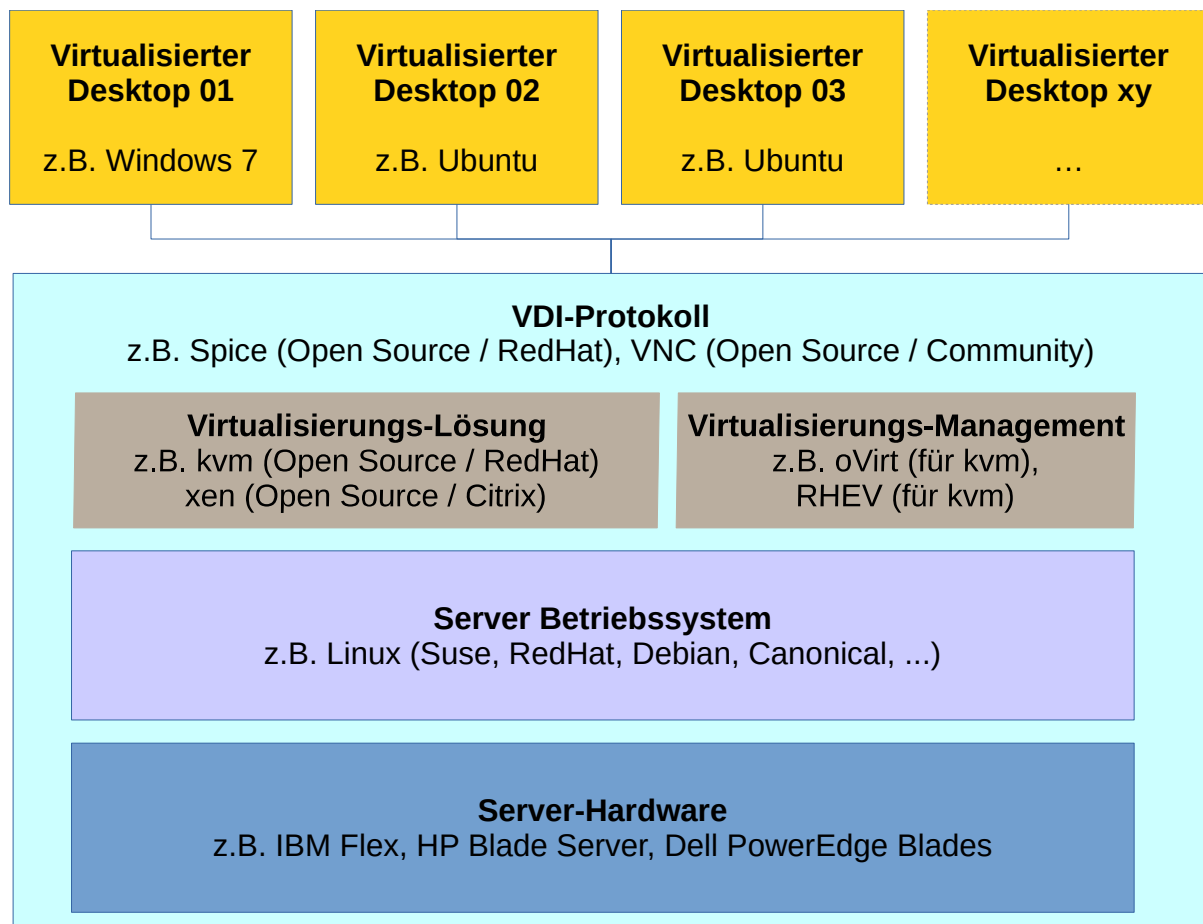 Virtualisierter
Desktop 01
z.B. Windows 7
Virtualisierter
Desktop 02
z.B. Ubuntu
Virtualisierter
Desktop 03
z.B. Ubuntu
Virtualisierter
Desktop xy
...
VDI-Protokoll
z.B. Spice (Open Source / RedHat), VNC (Open Source / Community)
Virtualisierungs-Lösung
z.B. kvm (Open Source / RedHat)
xen (Open Source / Citrix)
Virtualisierungs-Management
z.B. oVirt (für kvm),
RHEV (für kvm)
Server Betriebssystem
z.B. Linux (Suse, RedHat, Debian, Canonical, ...)
Server-Hardware
z.B. IBM Flex, HP Blade Server, Dell PowerEdge Blades